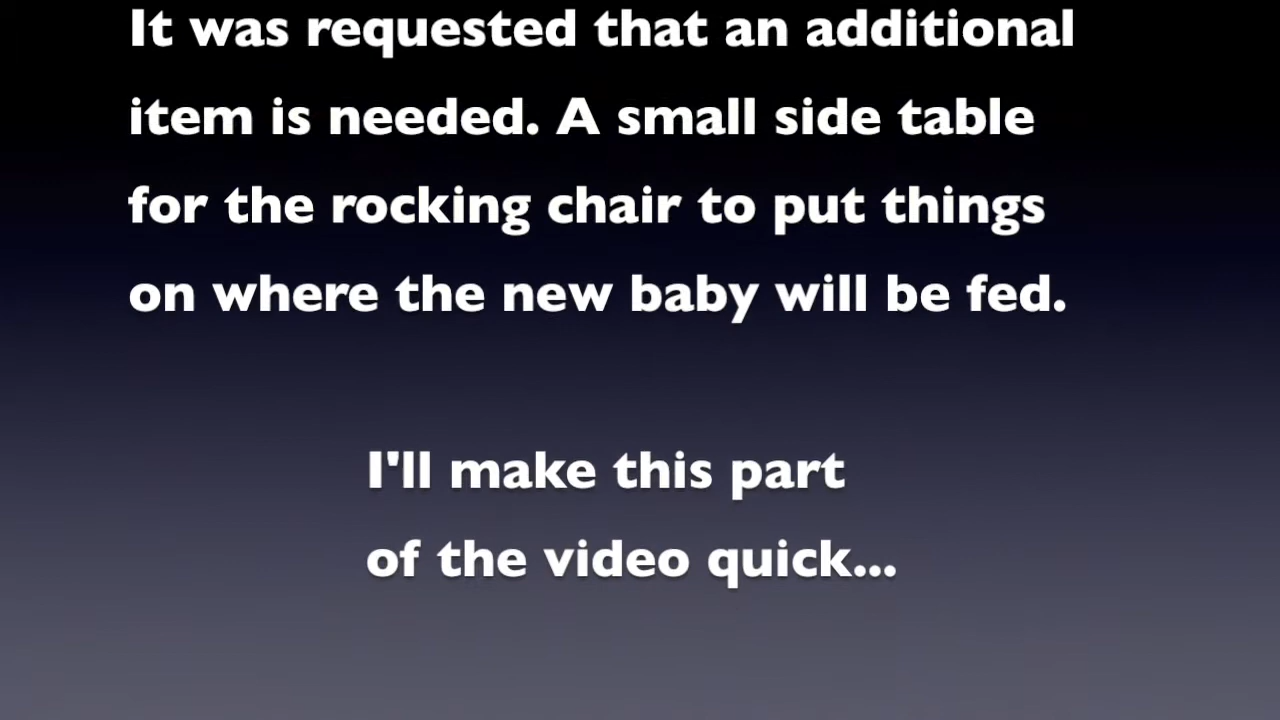 It was requested that an additional
item is needed. A small side table
for the rocking chair to put things
on where the new baby will be fed.
I'll make this part
of the video quick...